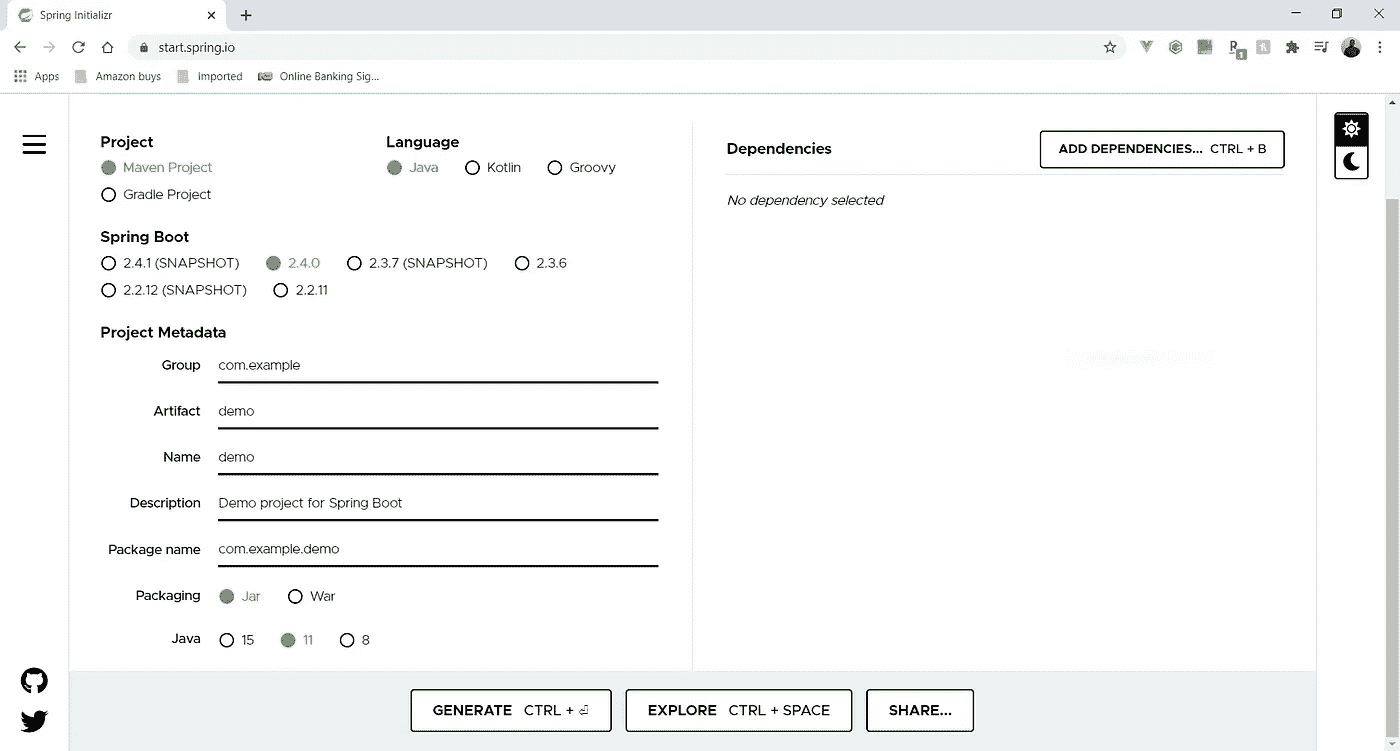 Spring Initializr
start.spring.io
1
Apps Amazon buys Imported Online Banking Sig...
Project
Maven Project
Gradle Project
Language
Java Kotlin Groovy
Spring Boot
2.4.1 (SNAPSHOT) 2.4.0 2.3.7 (SNAPSHOT) 2.3.6
2.2.12 (SNAPSHOT) 2.2.11
Project Metadata
Group com.example
Artifact demo
Name demo
Description Demo project for Spring Boot
Package name com.example.demo
Packaging Jar War
Java 15 11 8
Dependencies ADD DEPENDENCIES... CTRL + B
No dependency selected
GENERATE CTRL + ⏎ EXPLORE CTRL + SPACE SHARE...